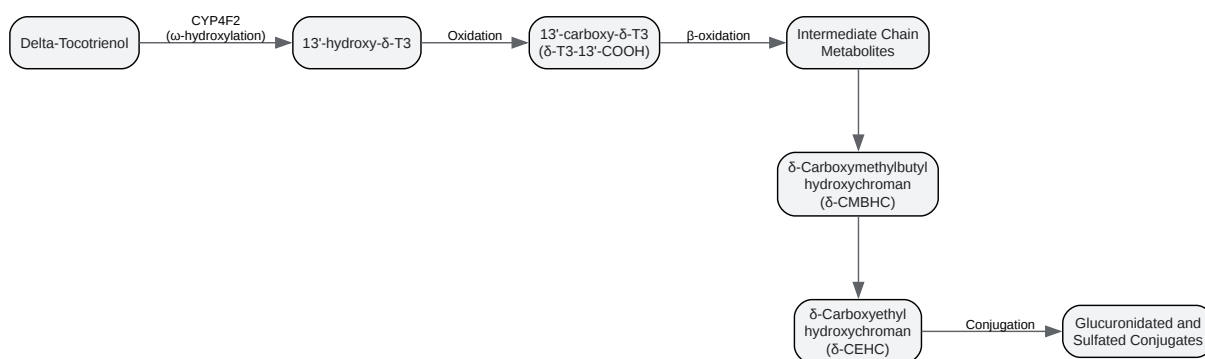 Delta-Tocotrienol
CYP4F2
(ω-hydroxylation)
13'-hydroxy-δ-T3
Oxidation
13'-carboxy-δ-T3
(δ-T3-13'-COOH)
β-oxidation
Intermediate Chain
Metabolites
δ-Carboxymethylbutyl
hydroxychroman
(δ-CMBHC)
δ-Carboxyethyl
hydroxychroman
(δ-CEHC)
Conjugation
Glucuronidated and
Sulfated Conjugates